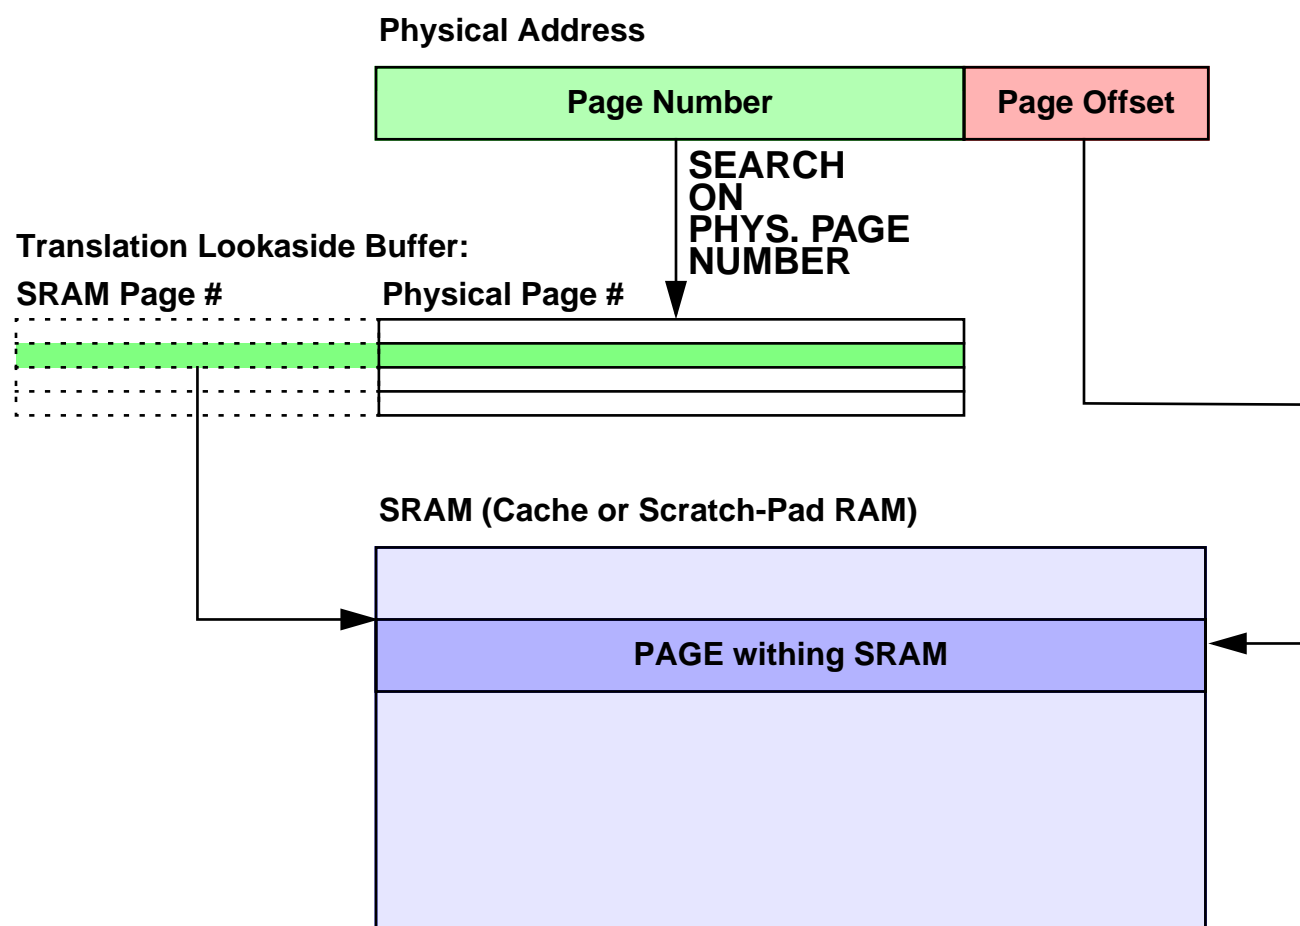 Physical Address
Page Number
Page Offset
SEARCH
ON
PHYS. PAGE
NUMBER
Translation Lookaside Buffer:
SRAM Page #
Physical Page #
SRAM (Cache or Scratch-Pad RAM)
PAGE withing SRAM